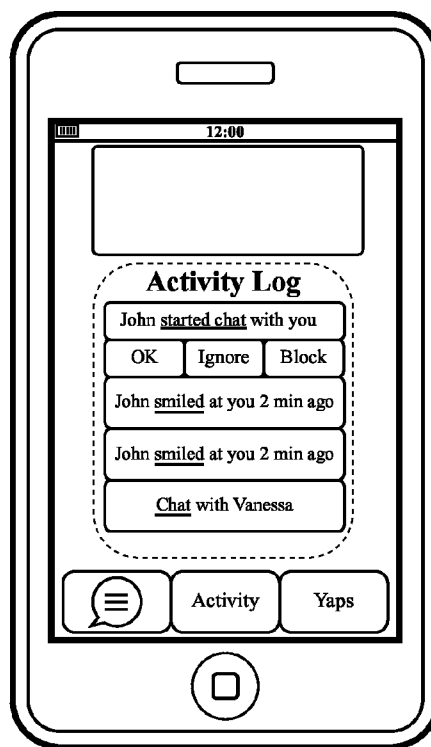 12:00
Activity Log
John started chat with you
OK Ignore Block
John smiled at you 2 min ago
John smiled at you 2 min ago
Chat with Vanessa
Activity Yaps